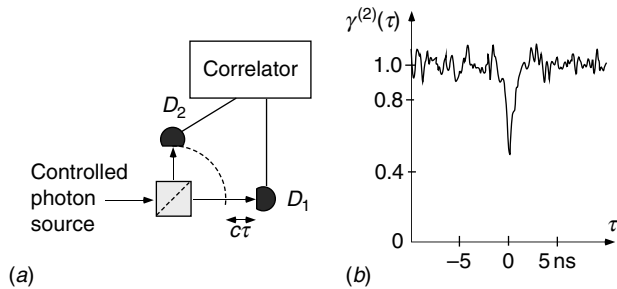 Correlator
D₂
Controlled
photon
source
D₁
cτ
(a)
γ⁽²⁾(τ)
1.0
0.8
0.4
0
−5
0
5 ns
τ
(b)